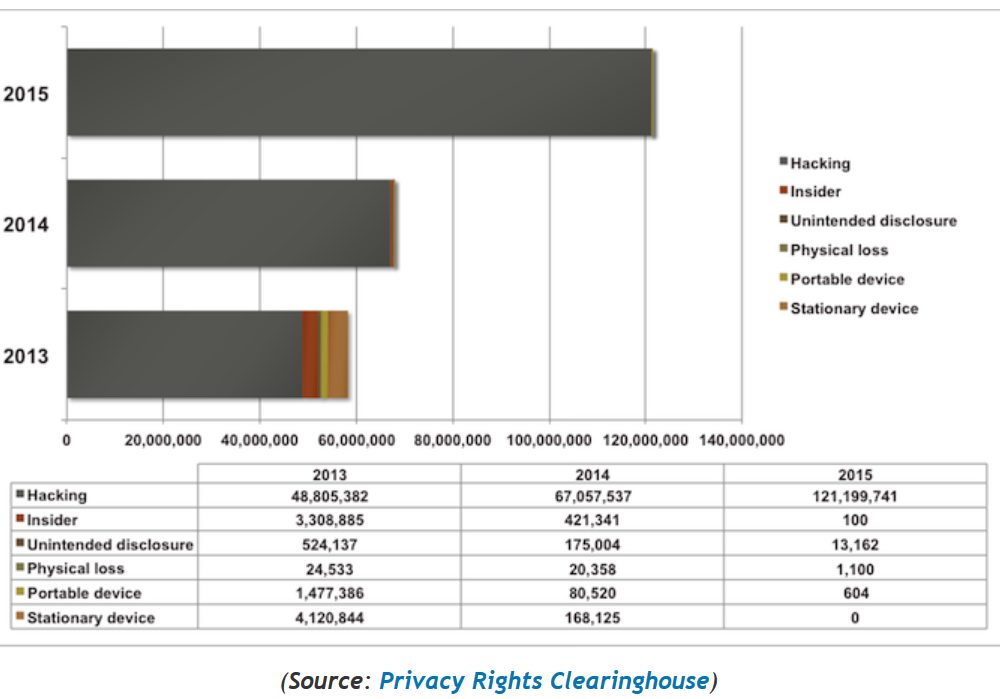 2015
2014
2013
Hacking
Insider
Unintended disclosure
Physical loss
Portable device
Stationary device
0 20,000,000 40,000,000 60,000,000 80,000,000 100,000,000 120,000,000 140,000,000
2013 2014 2015
Hacking 48,805,382 67,057,537 121,199,741
Insider 3,308,885 421,341 100
Unintended disclosure 524,137 175,004 13,162
Physical loss 24,533 20,358 1,100
Portable device 1,477,386 80,520 604
Stationary device 4,120,844 168,125 0
(Source: Privacy Rights Clearinghouse)